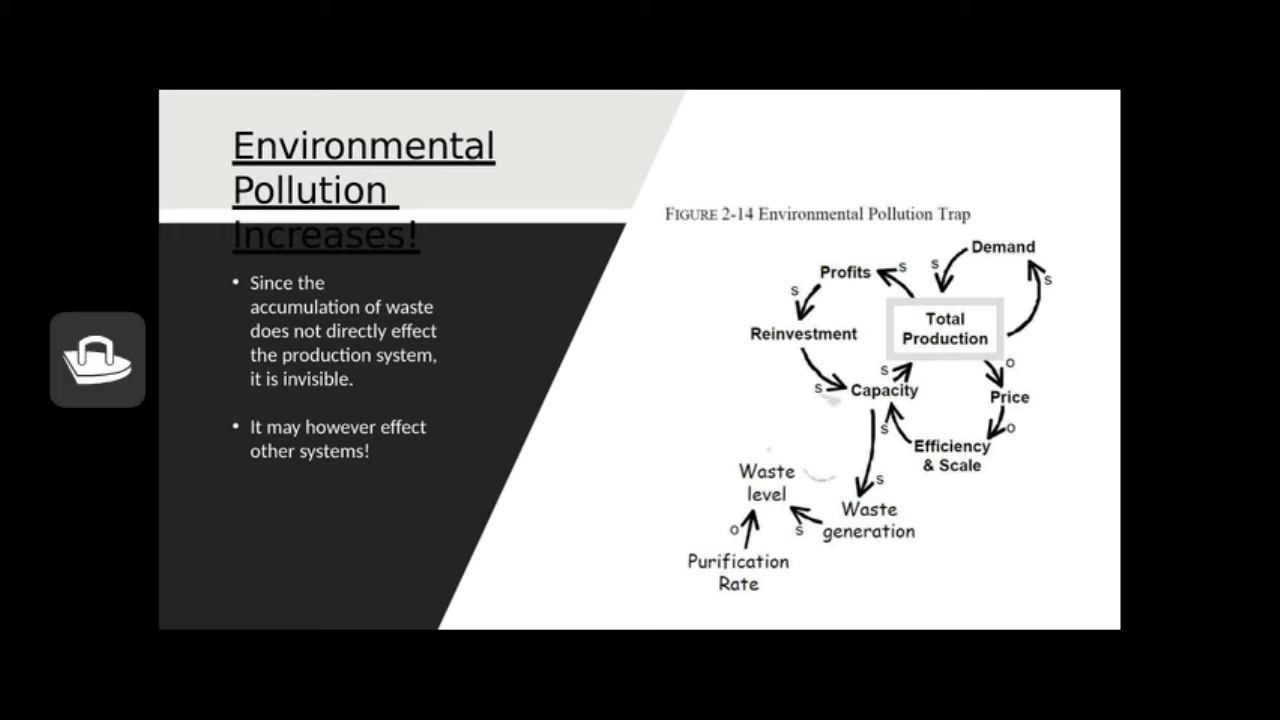 Environmental
Pollution
Increases!
• Since the
accumulation of waste
does not directly effect
the production system,
it is invisible.
• It may however effect
other systems!
FIGURE 2-14 Environmental Pollution Trap
Demand
s
s
Profits
s
s
s
Total
Production
Reinvestment
o
s
s
Capacity
Price
s
o
Efficiency
& Scale
Waste
level
s
Waste
generation
o
s
Purification
Rate